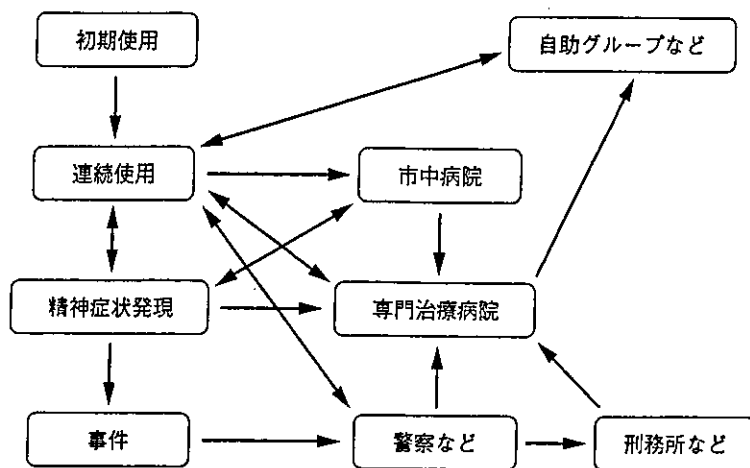 初期使用
自助グループなど
連続使用
市中病院
精神症状発現
専門治療病院
事件
警察など
刑務所など